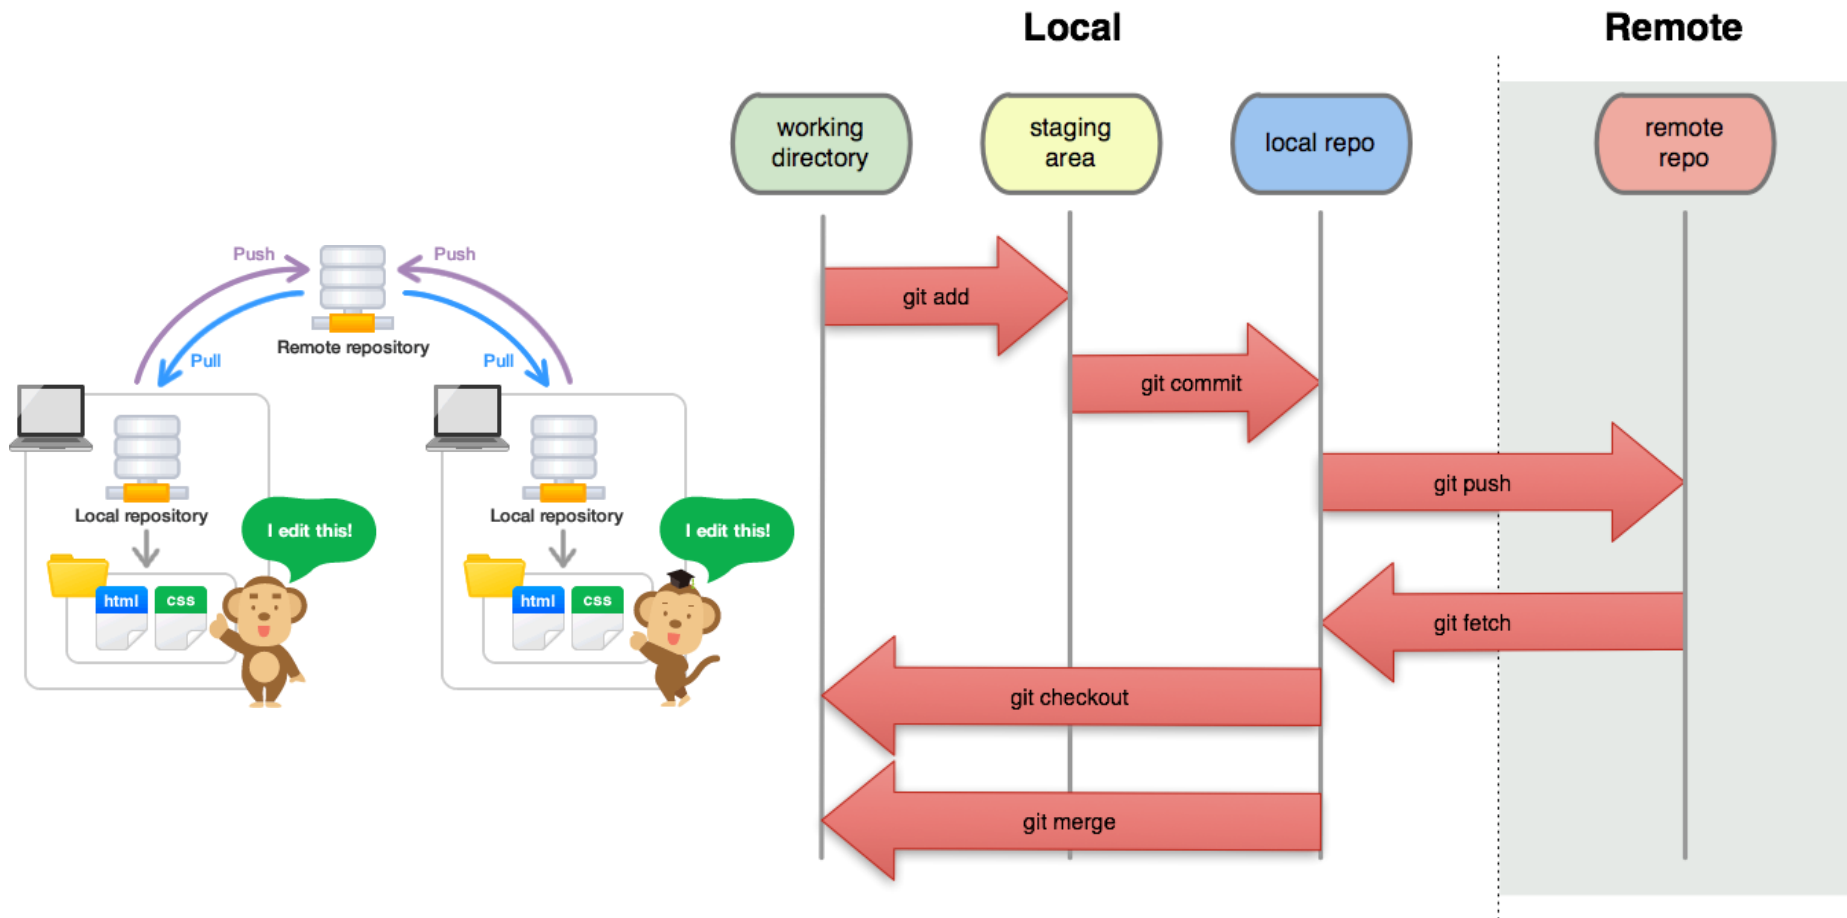 Local
Remote
working
directory
staging
area
local repo
remote
repo
Push
Push
Remote repository
Pull
Pull
Local repository
Local repository
I edit this!
I edit this!
html
css
html
css
git add
git commit
git push
git fetch
git checkout
git merge